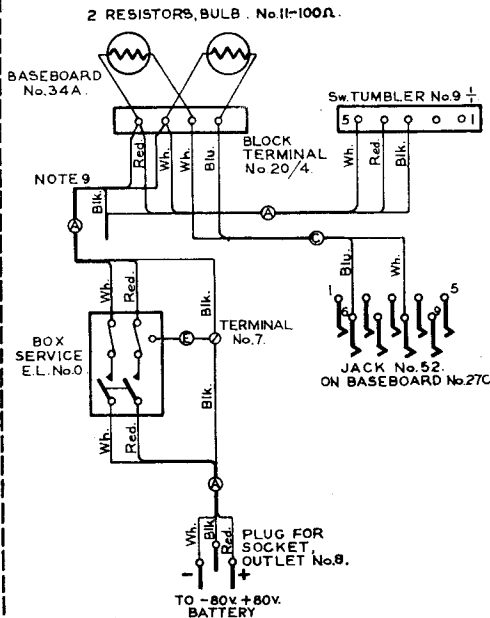 2 RESISTORS, BULB. No.11-100Ω.
BASEBOARD
No.34A.
Sw. TUMBLER No.9 1/1
5 1
BLOCK
TERMINAL
No.20/4.
Red. Wh. Wh. Blu. Wh. Red. Blk.
NOTE 9
Blk.
A
A
C
Blu. Wh.
Wh. Red. Blk.
1 5
6 9
BOX
SERVICE
E.L. No.0.
E
TERMINAL
No.7.
JACK No.52.
ON BASEBOARD No.27C
Wh. Red. Blk.
A
Wh. Blk. Red.
PLUG FOR
SOCKET,
OUTLET No.8.
- +
TO -80v. +80v.
BATTERY